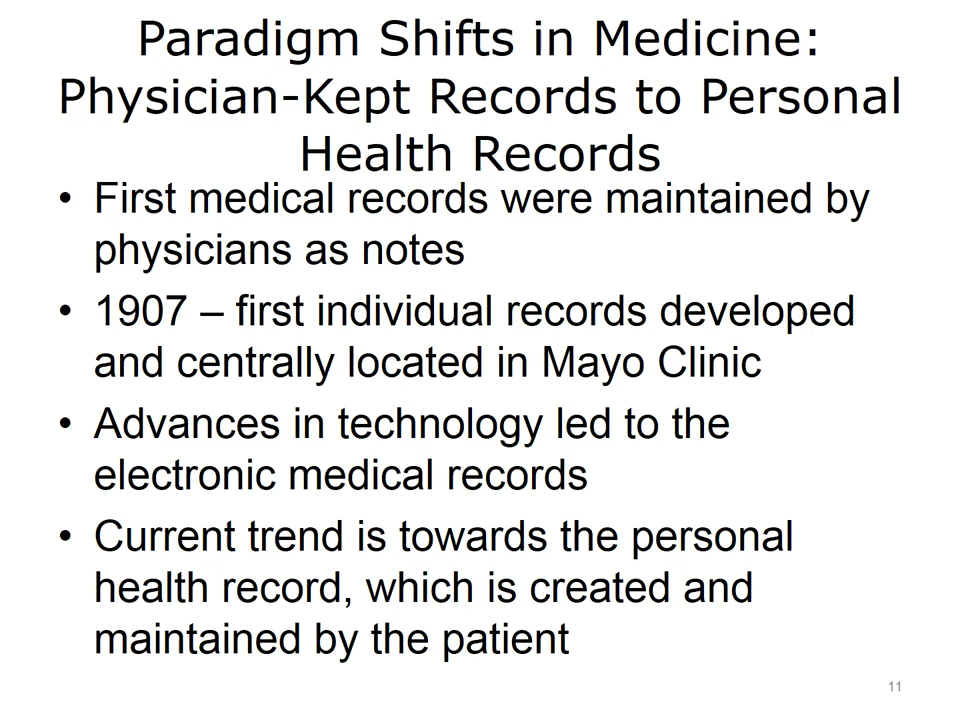 Paradigm Shifts in Medicine:
Physician-Kept Records to Personal
Health Records
• First medical records were maintained by
physicians as notes
• 1907 – first individual records developed
and centrally located in Mayo Clinic
• Advances in technology led to the
electronic medical records
• Current trend is towards the personal
health record, which is created and
maintained by the patient
11